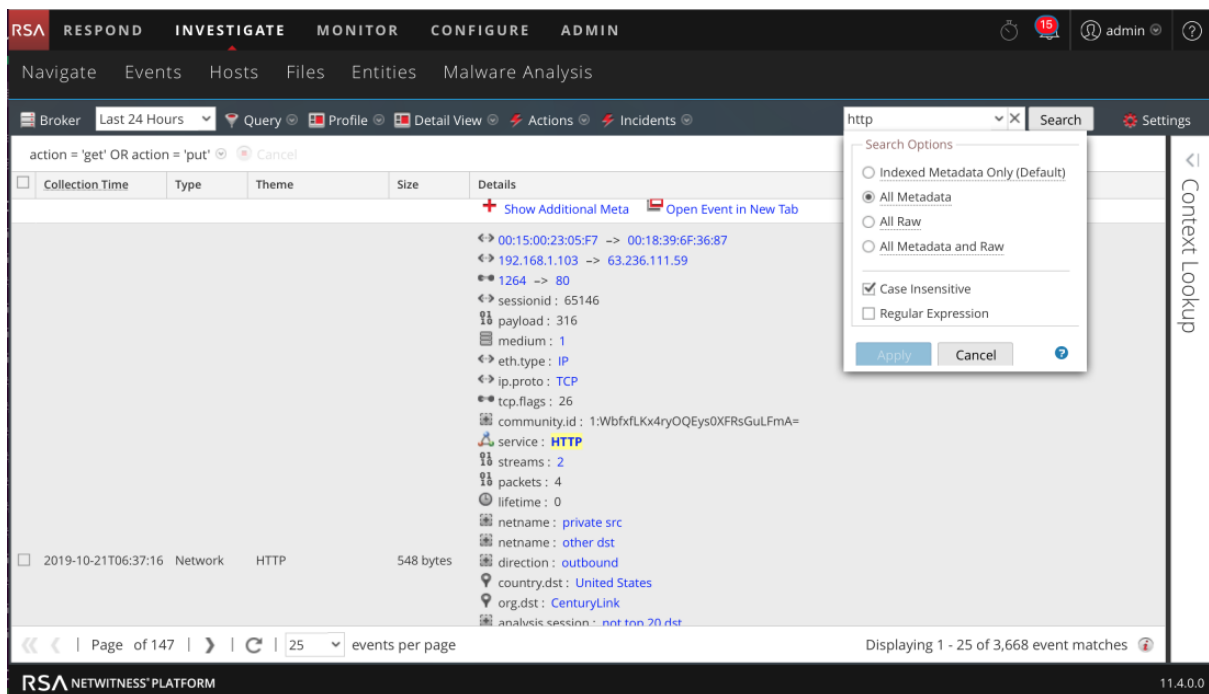 RSA RESPOND INVESTIGATE MONITOR CONFIGURE ADMIN 15 admin ?
Navigate Events Hosts Files Entities Malware Analysis
Broker Last 24 Hours Query Profile Detail View Actions Incidents http Search Settings
action = 'get' OR action = 'put' Cancel
Search Options
Indexed Metadata Only (Default)
All Metadata
All Raw
All Metadata and Raw
Case Insensitive
Regular Expression
Apply Cancel ?
Context Lookup
Collection Time Type Theme Size Details
Show Additional Meta Open Event in New Tab
00:15:00:23:05:F7 -> 00:18:39:6F:36:87
192.168.1.103 -> 63.236.111.59
1264 -> 80
sessionid : 65146
payload : 316
medium : 1
eth.type : IP
ip.proto : TCP
tcp.flags : 26
community.id : 1:WbfxfLKx4ryOQEys0XFRsGuLFmA=
service : HTTP
streams : 2
packets : 4
lifetime : 0
netname : private src
netname : other dst
2019-10-21T06:37:16 Network HTTP 548 bytes direction : outbound
country.dst : United States
org.dst : CenturyLink
analysis.session : not top 20 dst
Page of 147 25 events per page Displaying 1 - 25 of 3,668 event matches
RSA NETWITNESS® PLATFORM 11.4.0.0